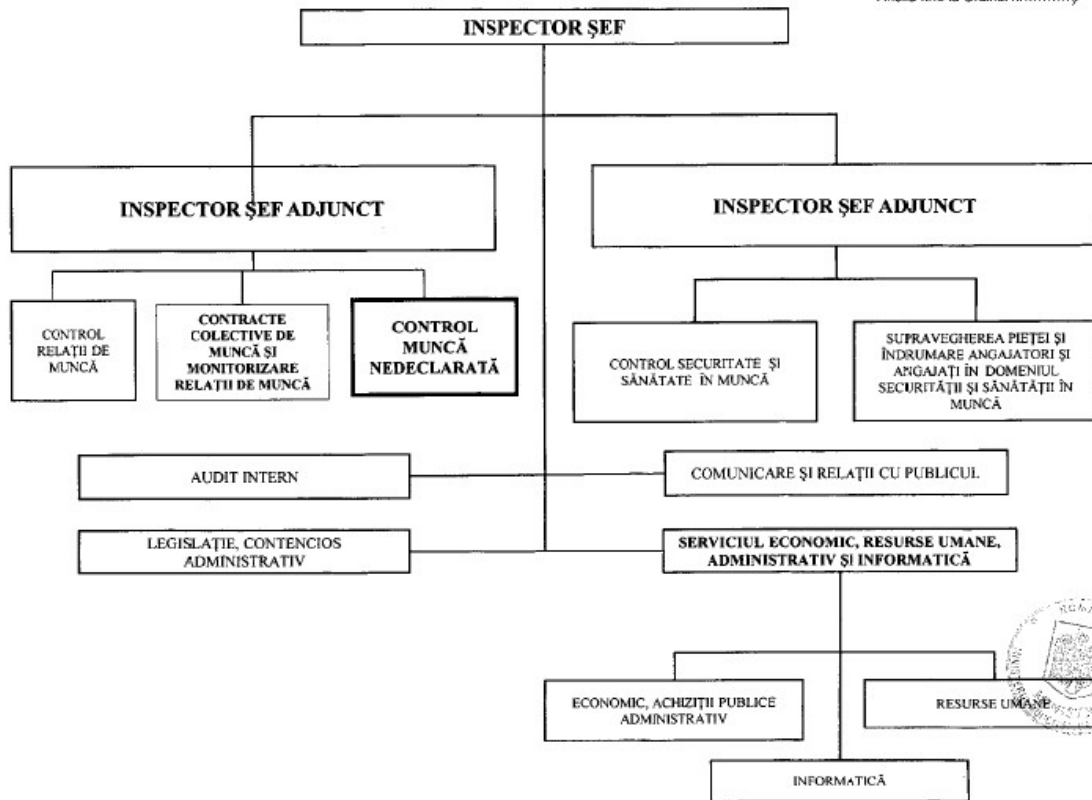 INSPECTOR ŞEF
INSPECTOR ŞEF ADJUNCT
INSPECTOR ŞEF ADJUNCT
CONTROL
RELAŢII DE
MUNCĂ
CONTRACTE
COLECTIVE DE
MUNCĂ ŞI
MONITORIZARE
RELAŢII DE MUNCĂ
CONTROL
MUNCĂ
NEDECLARATĂ
CONTROL SECURITATE ŞI
SĂNĂTATE ÎN MUNCĂ
SUPRAVEGHEREA PIEŢEI ŞI
ÎNDRUMARE ANGAJATORI ŞI
ANGAJAŢI ÎN DOMENIUL
SECURITĂŢII ŞI SĂNĂTĂŢII ÎN
MUNCĂ
AUDIT INTERN
COMUNICARE ŞI RELAŢII CU PUBLICUL
LEGISLAŢIE, CONTENCIOS
ADMINISTRATIV
SERVICIUL ECONOMIC, RESURSE UMANE,
ADMINISTRATIV ŞI INFORMATICĂ
ECONOMIC, ACHIZIŢII PUBLICE
ADMINISTRATIV
RESURSE UMANE
INFORMATICĂ